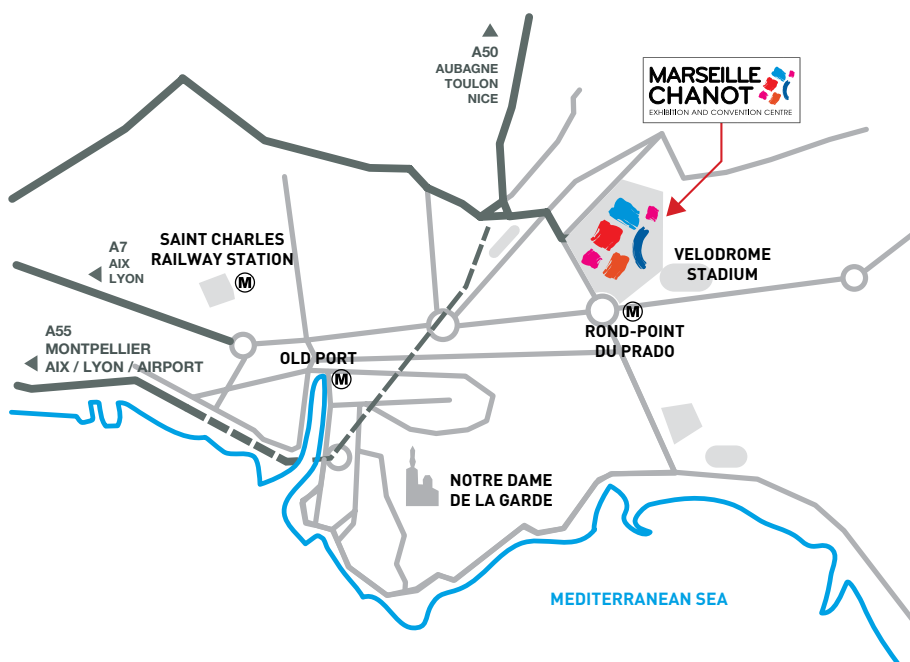 A50
AUBAGNE
TOULON
NICE
MARSEILLE
CHANOT
EXHIBITION AND CONVENTION CENTRE
A7
AIX
LYON
SAINT CHARLES
RAILWAY STATION
M
VELODROME
STADIUM
A55
MONTPELLIER
AIX / LYON / AIRPORT
OLD PORT
M
M
ROND-POINT
DU PRADO
NOTRE DAME
DE LA GARDE
MEDITERRANEAN SEA